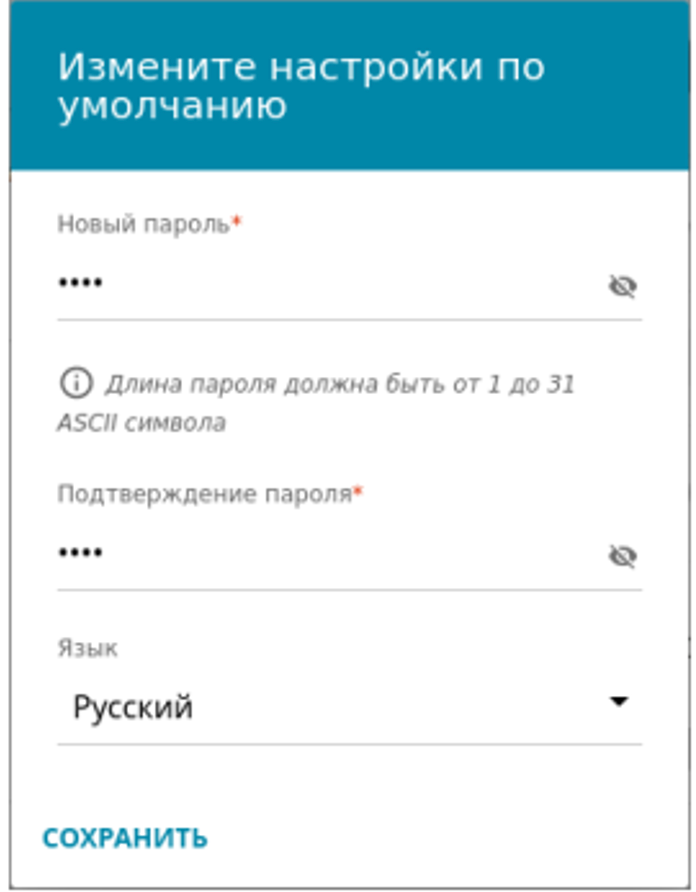 Измените настройки по
умолчанию
Новый пароль*
••••
Длина пароля должна быть от 1 до 31
ASCII символа
Подтверждение пароля*
••••
Язык
Русский
СОХРАНИТЬ